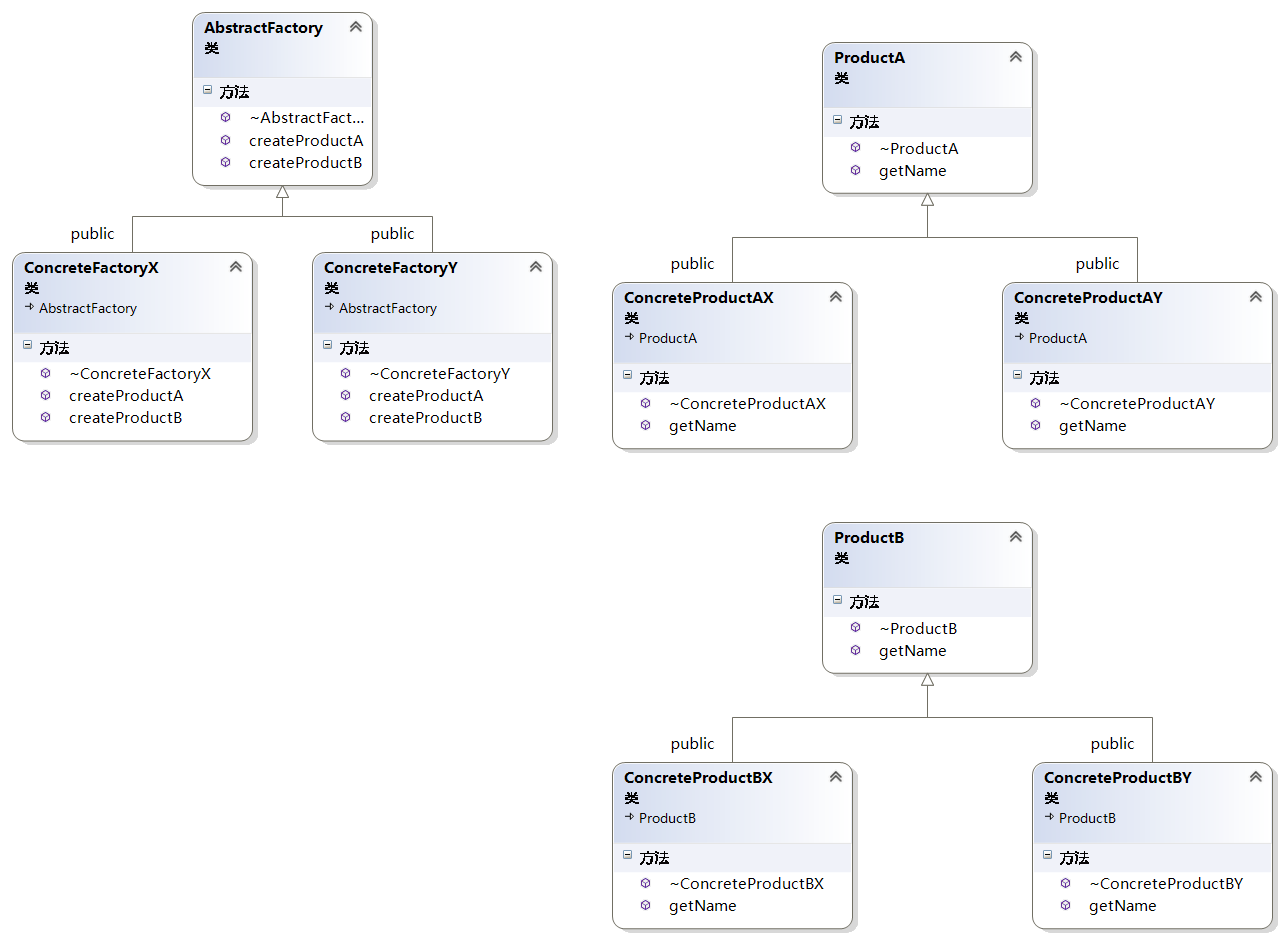 AbstractFactory
类
方法
~AbstractFact...
createProductA
createProductB
public
public
ConcreteFactoryX
类
AbstractFactory
方法
~ConcreteFactoryX
createProductA
createProductB
ConcreteFactoryY
类
AbstractFactory
方法
~ConcreteFactoryY
createProductA
createProductB
ProductA
类
方法
~ProductA
getName
public
public
ConcreteProductAX
类
ProductA
方法
~ConcreteProductAX
getName
ConcreteProductAY
类
ProductA
方法
~ConcreteProductAY
getName
ProductB
类
方法
~ProductB
getName
public
public
ConcreteProductBX
类
ProductB
方法
~ConcreteProductBX
getName
ConcreteProductBY
类
ProductB
方法
~ConcreteProductBY
getName